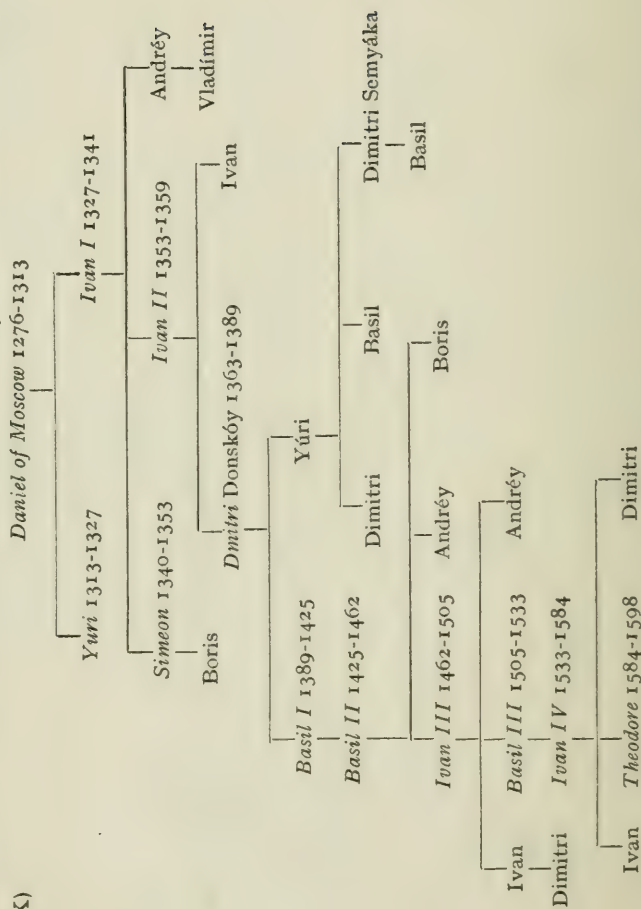 K)
Daniel of Moscow 1276-1313
Yuri 1313-1327 Ivan I 1327-1341
Simeon 1340-1353 Ivan II 1353-1359 Andréy
Boris Vladímir
Dmitri Donskóy 1363-1389 Ivan
Basil I 1389-1425 Yúri
Basil II 1425-1462 Dimitri Basil Dimitri Semyáka
Basil
Ivan III 1462-1505 Andréy Boris
Ivan Basil III 1505-1533 Andréy
Dimitri Ivan IV 1533-1584
Ivan Theodore 1584-1598 Dimitri